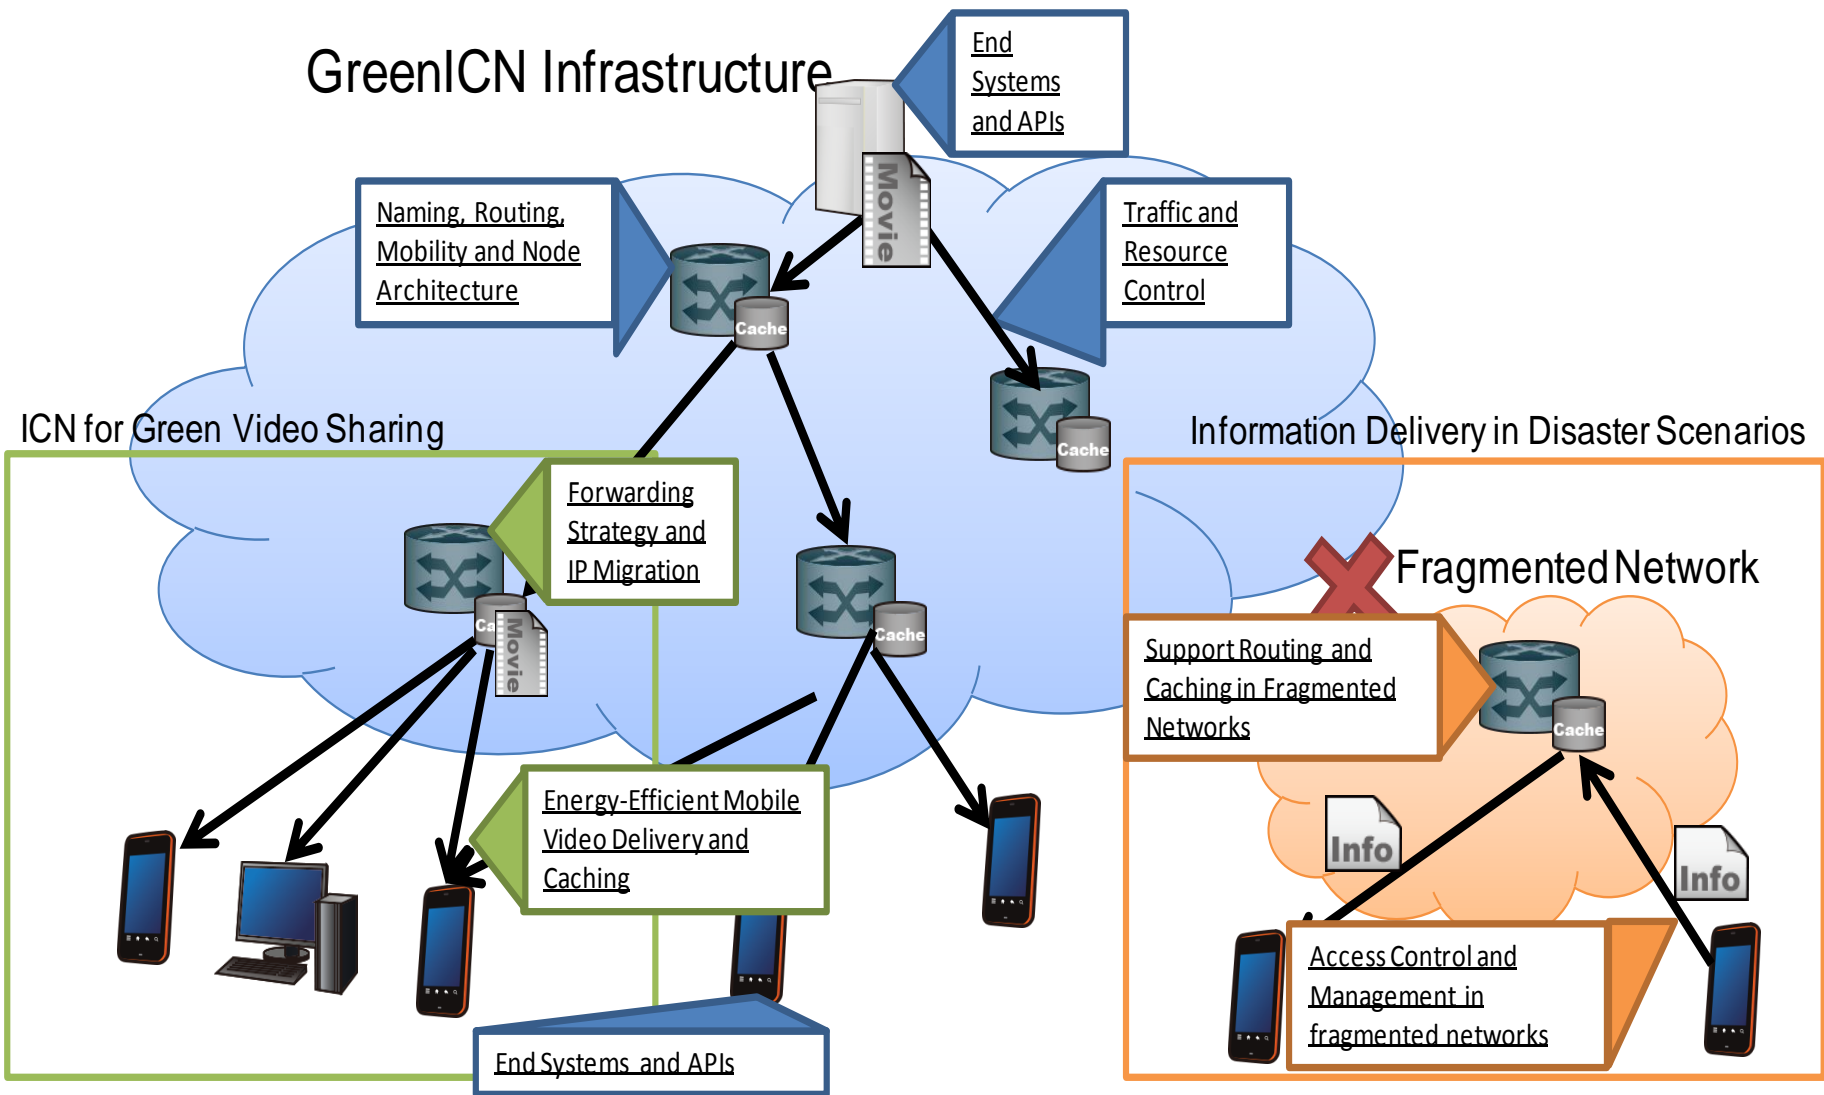 GreenICN Infrastructure
End
Systems
and APIs
Movie
Naming, Routing,
Mobility and Node
Architecture
Traffic and
Resource
Control
Cache
Cache
ICN for Green Video Sharing
Information Delivery in Disaster Scenarios
Forwarding
Strategy and
IP Migration
Fragmented Network
Ca
Movie
Cache
Support Routing and
Caching in Fragmented
Networks
Cache
Energy-Efficient Mobile
Video Delivery and
Caching
Info
Info
Access Control and
Management in
fragmented networks
End Systems and APIs